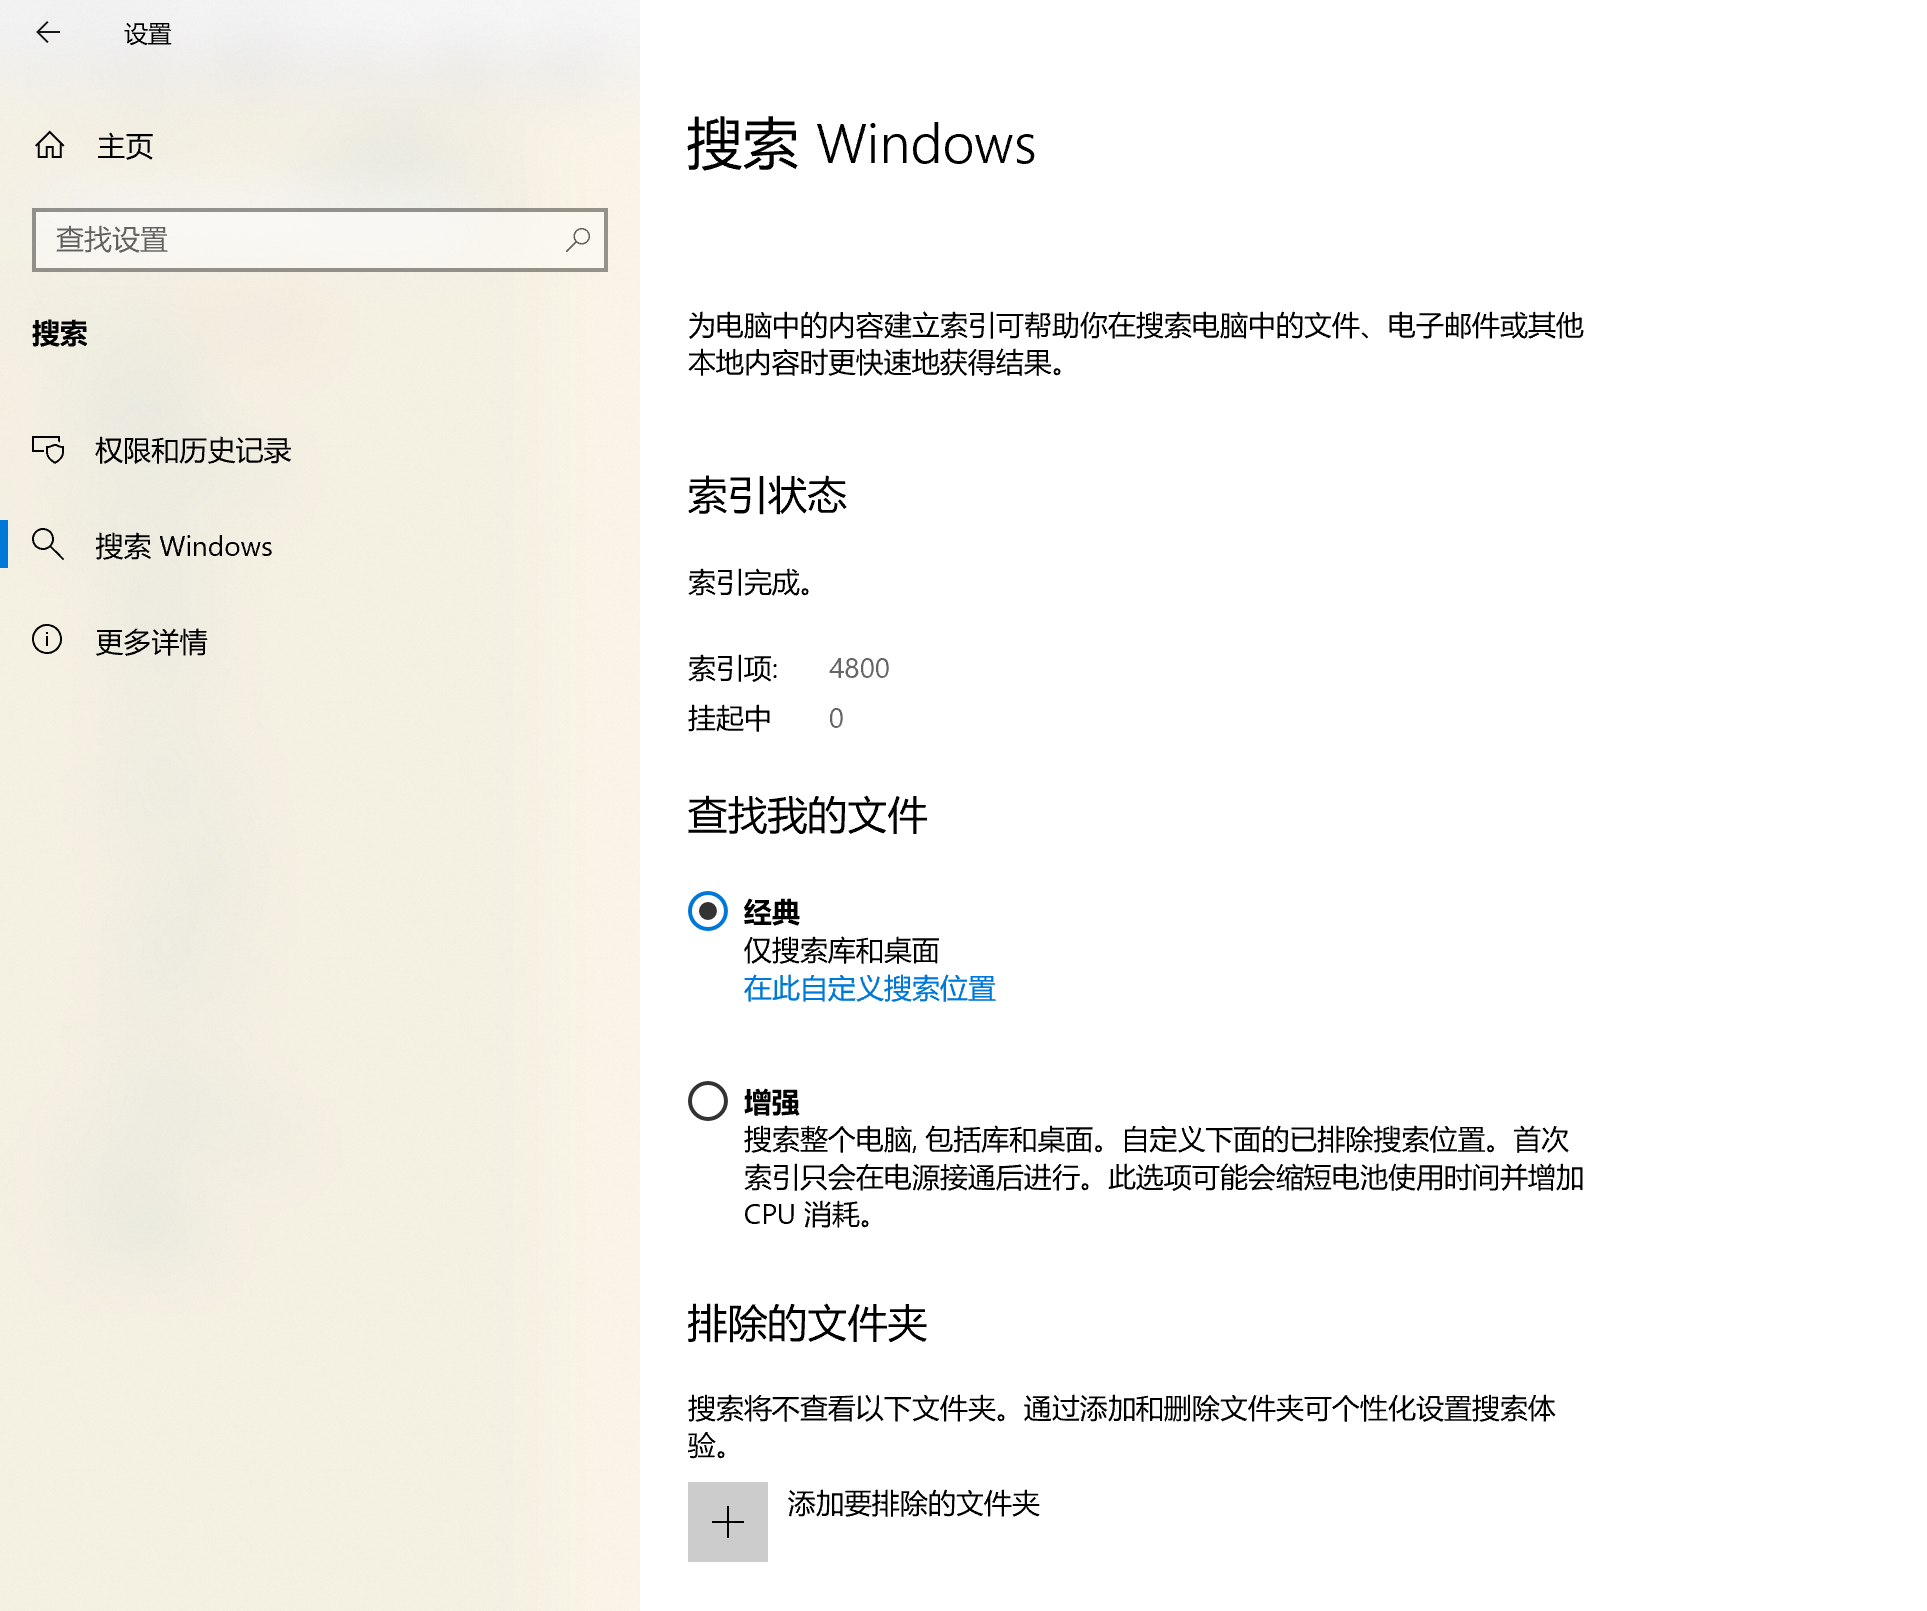 设置
主页
查找设置
搜索
权限和历史记录
搜索 Windows
更多详情
搜索 Windows
为电脑中的内容建立索引可帮助你在搜索电脑中的文件、电子邮件或其他
本地内容时更快速地获得结果。
索引状态
索引完成。
索引项: 4800
挂起中 0
查找我的文件
经典
仅搜索库和桌面
在此自定义搜索位置
增强
搜索整个电脑, 包括库和桌面。自定义下面的已排除搜索位置。首次
索引只会在电源接通后进行。此选项可能会缩短电池使用时间并增加
CPU 消耗。
排除的文件夹
搜索将不查看以下文件夹。通过添加和删除文件夹可个性化设置搜索体
验。
添加要排除的文件夹